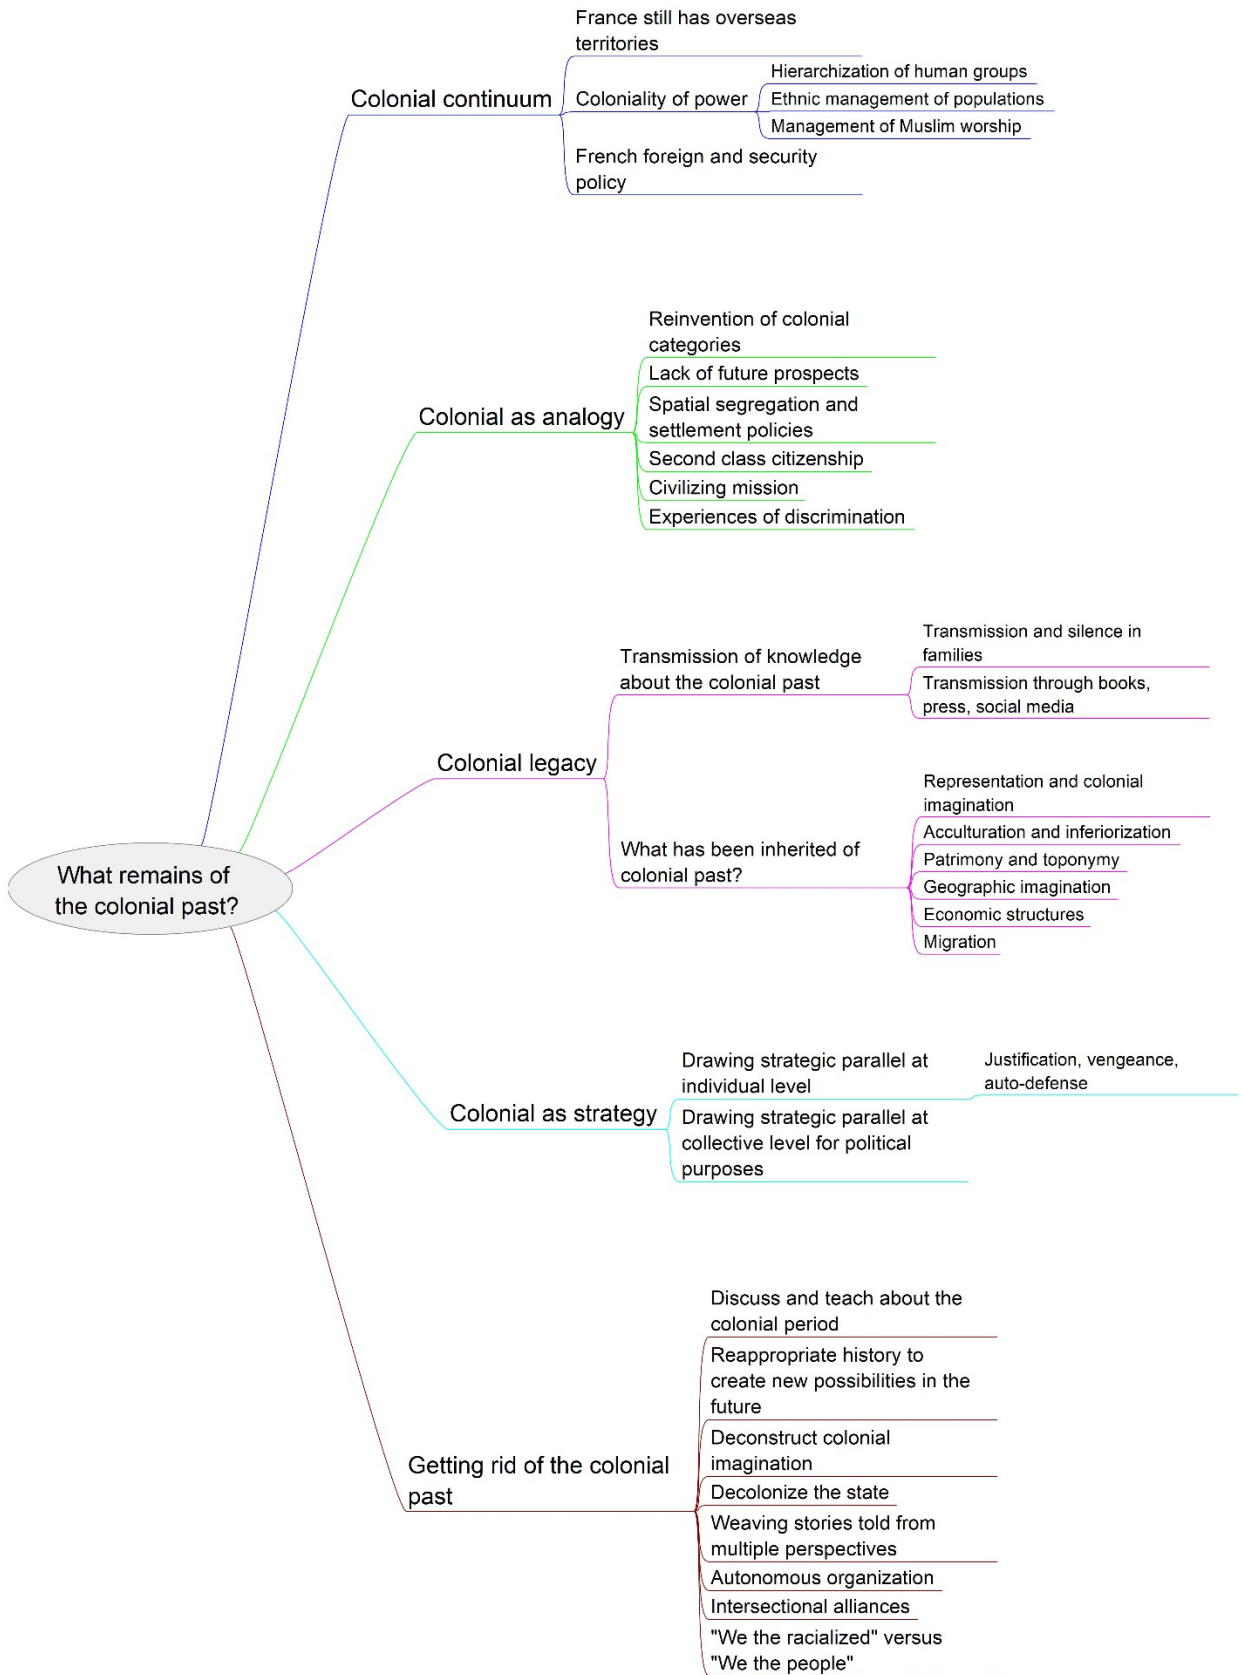 What remains of
the colonial past?
Colonial continuum
France still has overseas
territories
Coloniality of power
Hierarchization of human groups
Ethnic management of populations
Management of Muslim worship
French foreign and security
policy
Colonial as analogy
Reinvention of colonial
categories
Lack of future prospects
Spatial segregation and
settlement policies
Second class citizenship
Civilizing mission
Experiences of discrimination
Colonial legacy
Transmission of knowledge
about the colonial past
Transmission and silence in
families
Transmission through books,
press, social media
What has been inherited of
colonial past?
Representation and colonial
imagination
Acculturation and inferiorization
Patrimony and toponymy
Geographic imagination
Economic structures
Migration
Colonial as strategy
Drawing strategic parallel at
individual level
Justification, vengeance,
auto-defense
Drawing strategic parallel at
collective level for political
purposes
Getting rid of the colonial
past
Discuss and teach about the
colonial period
Reappropriate history to
create new possibilities in the
future
Deconstruct colonial
imagination
Decolonize the state
Weaving stories told from
multiple perspectives
Autonomous organization
Intersectional alliances
"We the racialized" versus
"We the people"